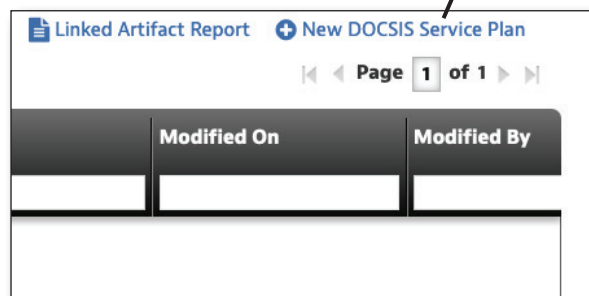 Linked Artifact Report New DOCSIS Service Plan
Page 1 of 1
Modified On Modified By